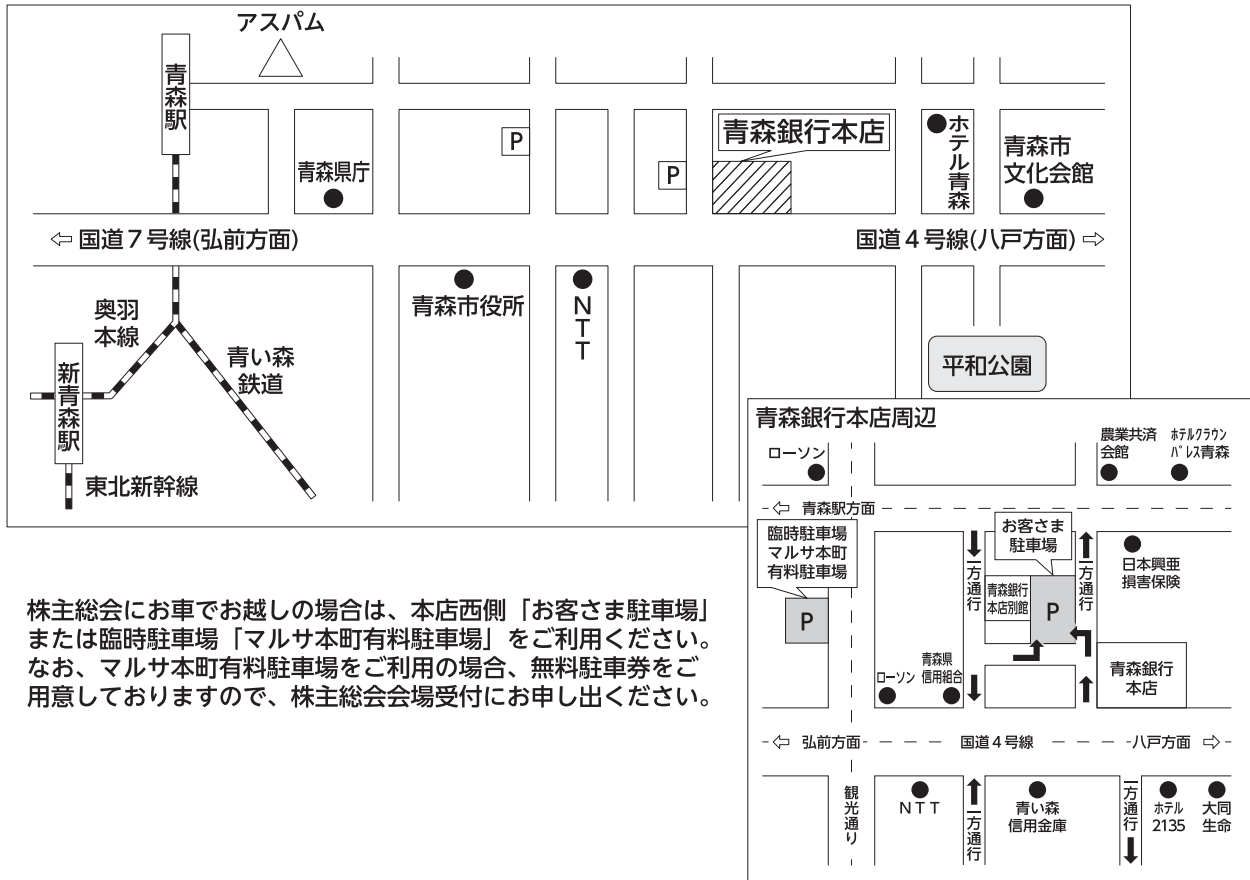 アスパム
青森駅
P
青森銀行本店
ホテル青森
青森市
文化会館
青森県庁
P
⇦ 国道７号線(弘前方面)
国道４号線(八戸方面) ⇨
奥羽
本線
青森市役所
NTT
青い森
鉄道
新青森駅
平和公園
東北新幹線
青森銀行本店周辺
ローソン
農業共済
会館
ホテルクラウン
パレス青森
⇦ 青森駅方面
臨時駐車場
マルサ本町
有料駐車場
お客さま
駐車場
一方通行
一方通行
日本興亜
損害保険
青森銀行
本店別館
P
P
ローソン
青森県
信用組合
青森銀行
本店
⇦ 弘前方面
国道４号線
八戸方面 ⇨
観光通り
NTT
一方通行
青い森
信用金庫
一方通行
ホテル
2135
大同
生命
株主総会にお車でお越しの場合は、本店西側「お客さま駐車場」
または臨時駐車場「マルサ本町有料駐車場」をご利用ください。
なお、マルサ本町有料駐車場をご利用の場合、無料駐車券をご
用意しておりますので、株主総会会場受付にお申し出ください。